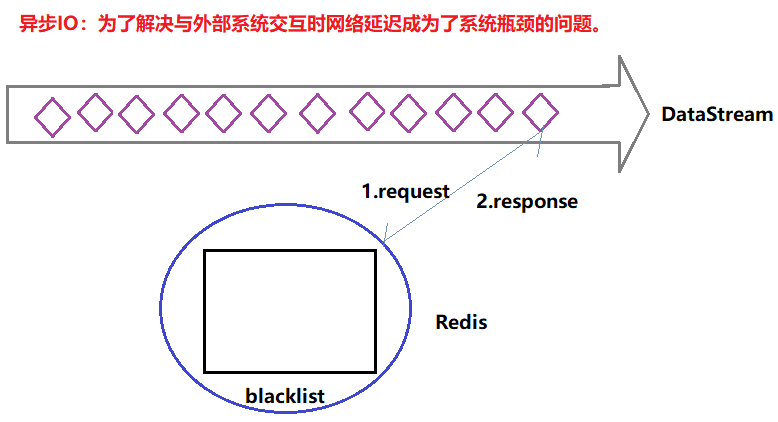 异步IO：为了解决与外部系统交互时网络延迟成为了系统瓶颈的问题。
DataStream
1.request
2.response
Redis
blacklist